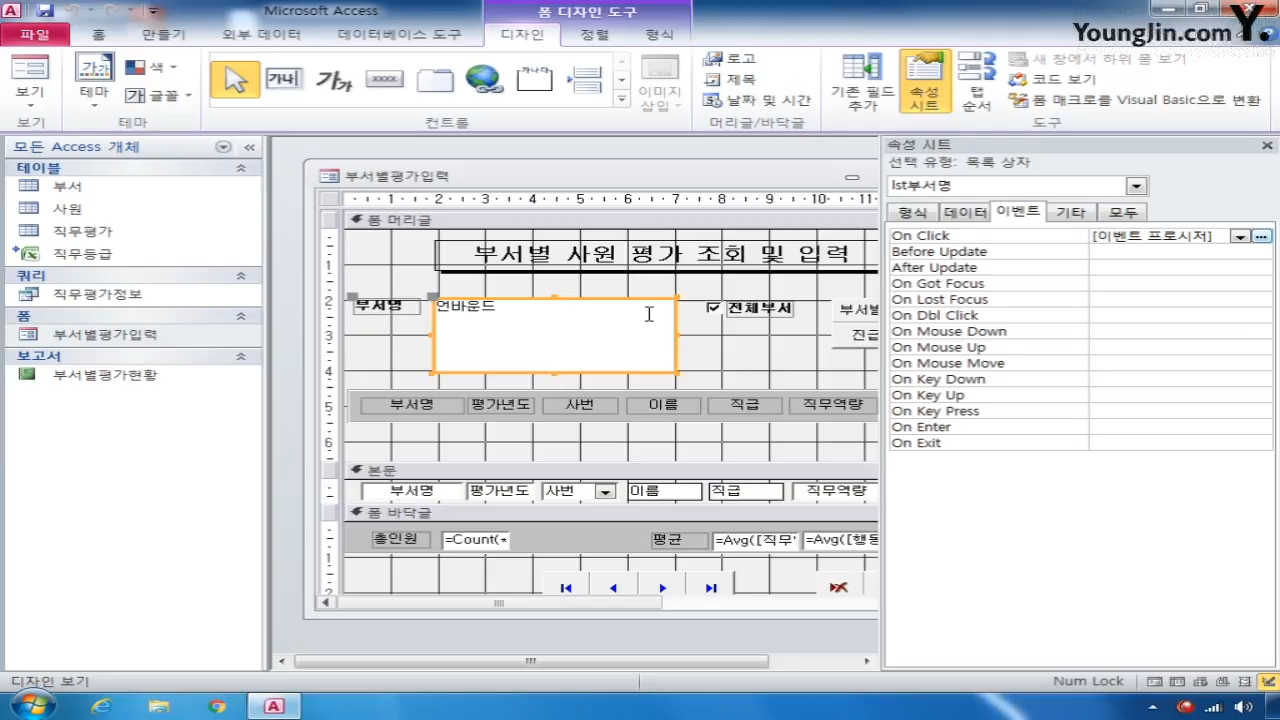 Microsoft Access
폼 디자인 도구
파일 홈 만들기 외부 데이터 데이터베이스 도구 디자인 정렬 형식
YoungJin.com Y.
보기
테마
색
글꼴
가나
가가
xxxx
이미지 삽입
로고
제목
날짜 및 시간
기존 필드 추가
속성 시트
탭 순서
새 창에서 하위 폼 보기
코드 보기
폼 매크로를 Visual Basic으로 변환
보기 테마 컨트롤 머리글/바닥글 도구
모든 Access 개체
테이블
부서
사원
직무평가
직무등급
쿼리
직무평가정보
폼
부서별평가입력
보고서
부서별평가현황
부서별평가입력
1 2 3 4 5 6 7 8 9 10 11
폼 머리글
부서별 사원 평가 조회 및 입력
부서명 언바운드 전체부서 부서별
진급
부서명 평가년도 사번 이름 직급 직무역량
본문
부서명 평가년도 사번 이름 직급 직무역량
폼 바닥글
총인원 =Count(* 평균 =Avg([직무 =Avg([행동
속성 시트
선택 유형: 목록 상자
lst부서명
형식 데이터 이벤트 기타 모두
On Click [이벤트 프로시저]
Before Update
After Update
On Got Focus
On Lost Focus
On Dbl Click
On Mouse Down
On Mouse Up
On Mouse Move
On Key Down
On Key Up
On Key Press
On Enter
On Exit
디자인 보기 Num Lock